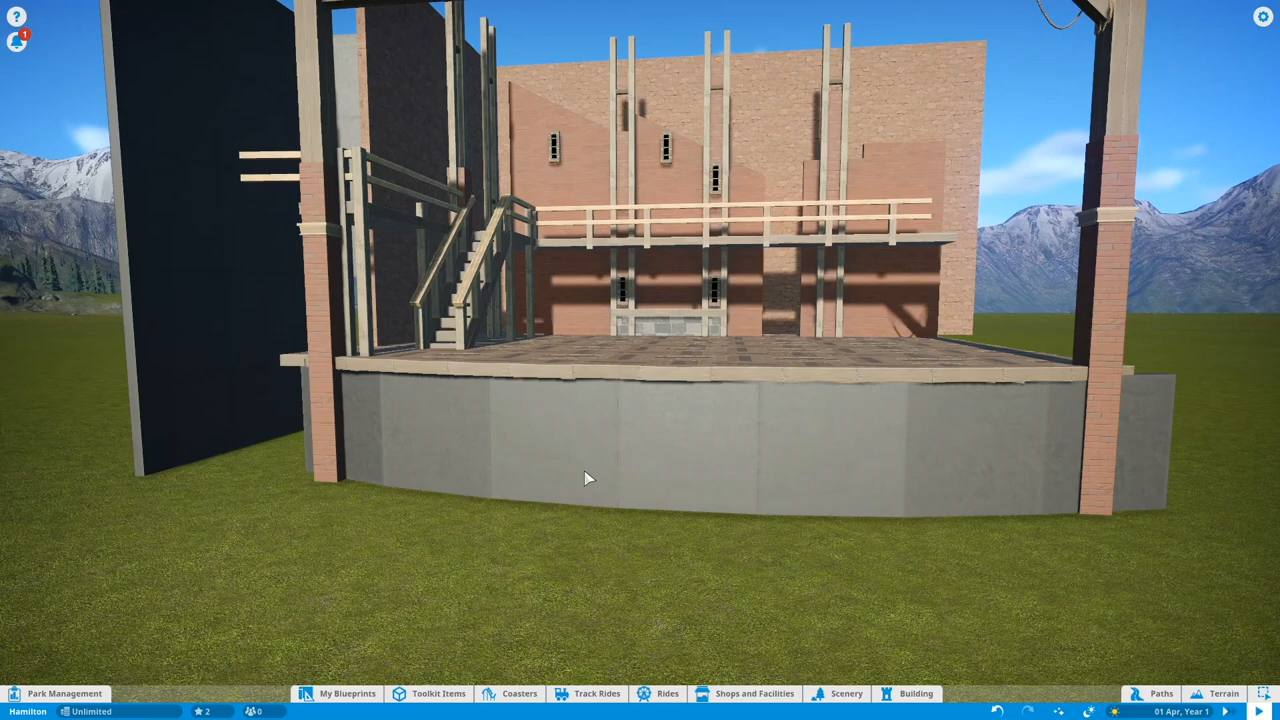 ?
1
Park Management
My Blueprints
Toolkit Items
Coasters
Track Rides
Rides
Shops and Facilities
Scenery
Building
Paths
Terrain
Hamilton
Unlimited
2
0
01 Apr, Year 1